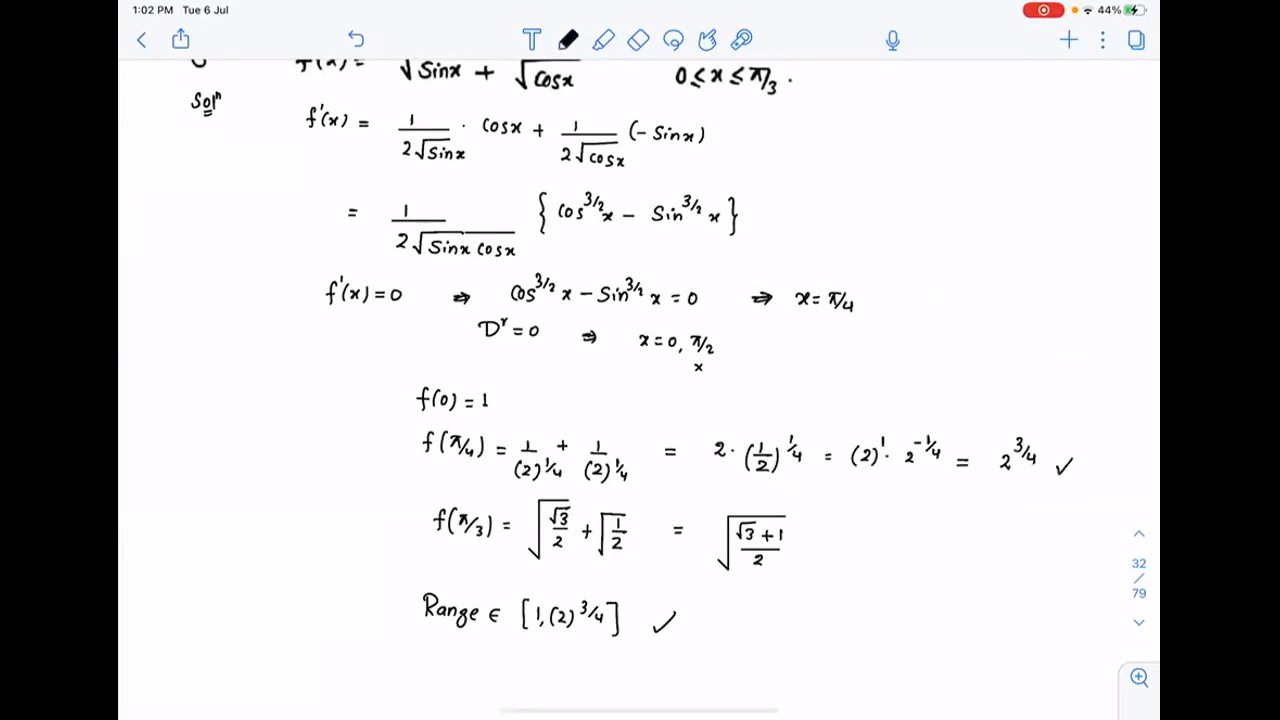 1:02 PM Tue 6 Jul 44%
f(x) = √Sinx + √Cosx 0 ≤ x ≤ π/3 .
Solⁿ
f'(x) = 1/(2√Sinx) · Cosx + 1/(2√Cosx) (- Sinx)
= 1/(2√Sinx Cosx) { Cos^3/2 x - Sin^3/2 x }
f'(x) = 0 ⇒ Cos^3/2 x - Sin^3/2 x = 0 ⇒ x = π/4
Dʳ = 0 ⇒ x = 0, π/2
×
f(0) = 1
f(π/4) = 1/(2)^1/4 + 1/(2)^1/4 = 2 · (1/2)^1/4 = (2)^1 · 2^-1/4 = 2^3/4 ✓
f(π/3) = √(√3/2) + √(1/2) = √((√3 + 1)/2)
Range ∈ [1, (2)^3/4] ✓
32
/
79